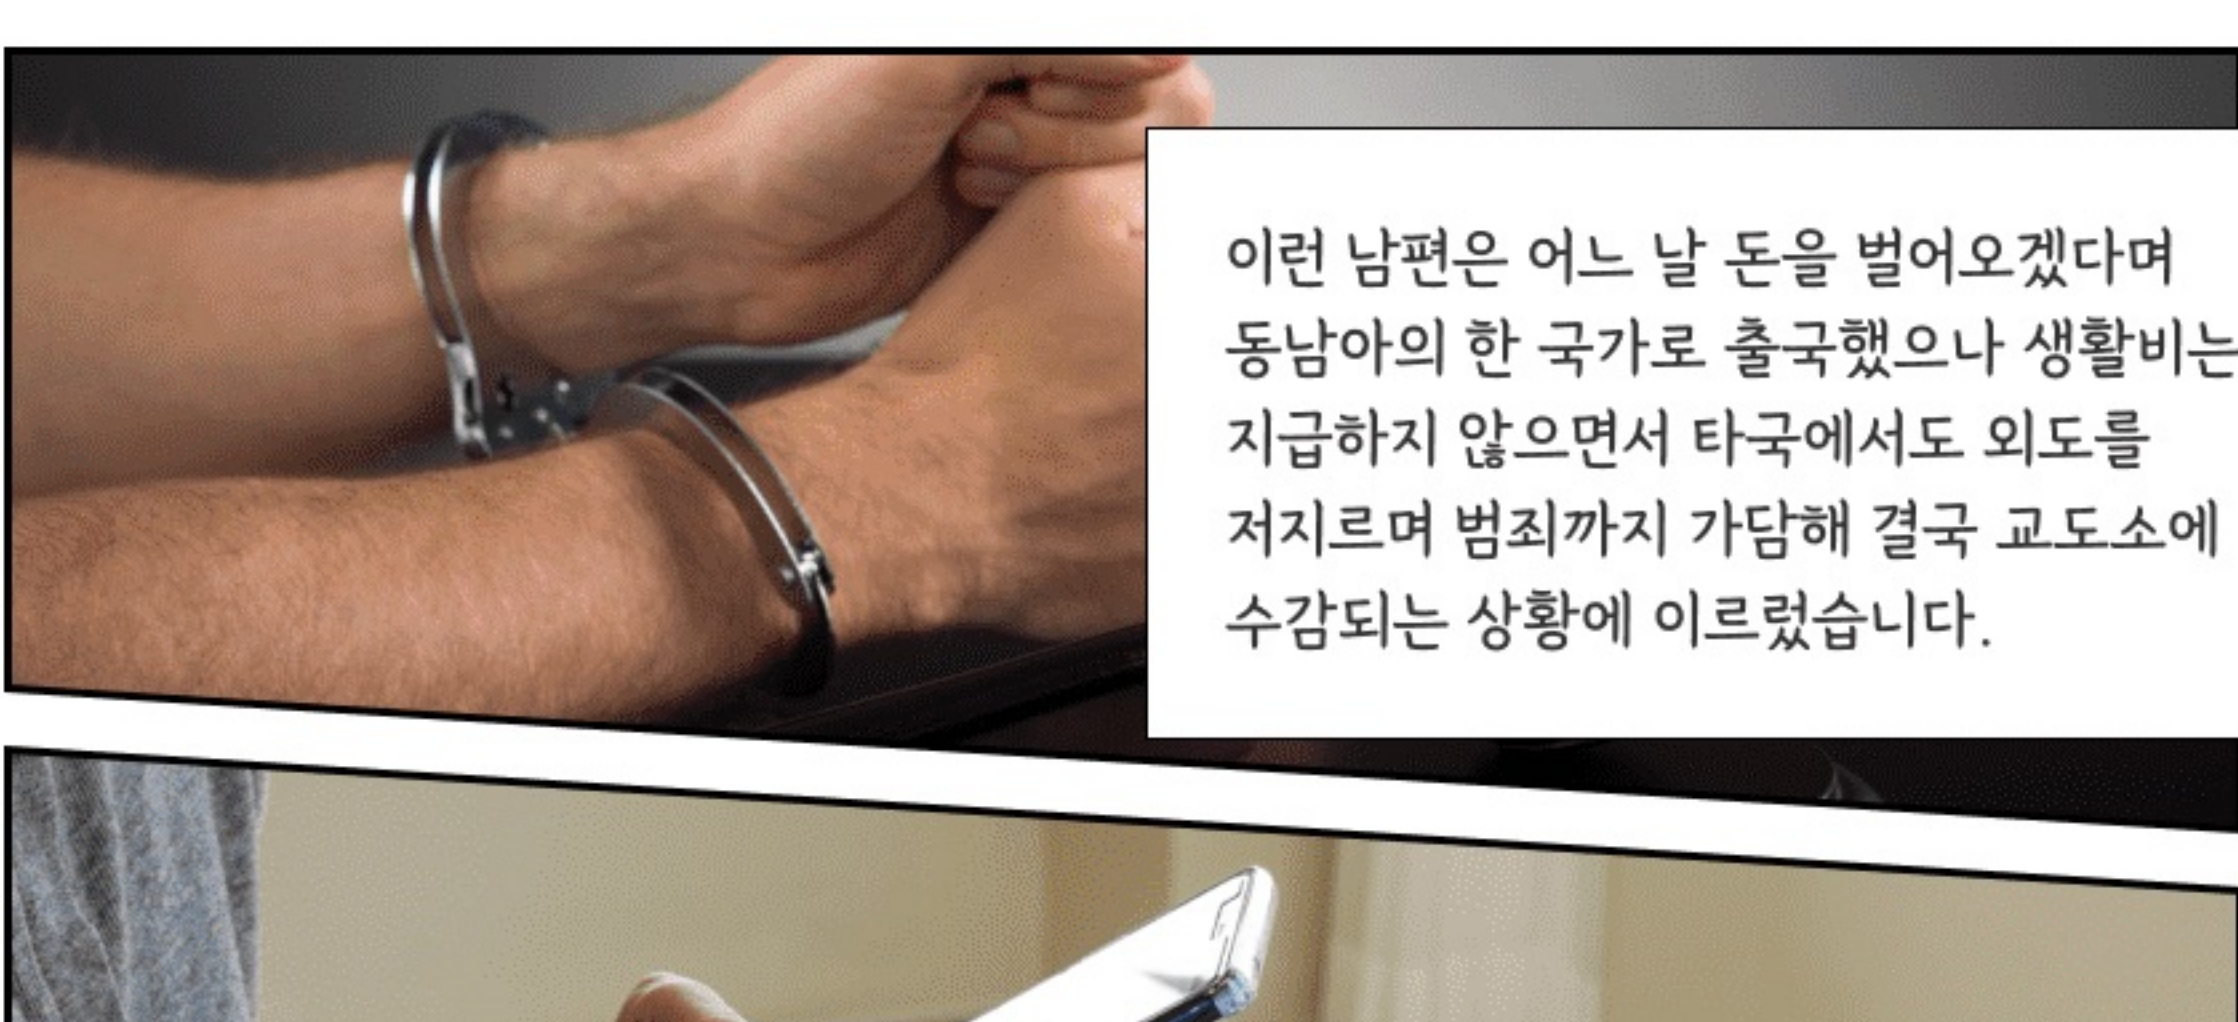 이런 남편은 어느 날 돈을 벌어오겠다며
동남아의 한 국가로 출국했으나 생활비는
지급하지 않으면서 타국에서도 외도를
저지르며 범죄까지 가담해 결국 교도소에
수감되는 상황에 이르렀습니다.